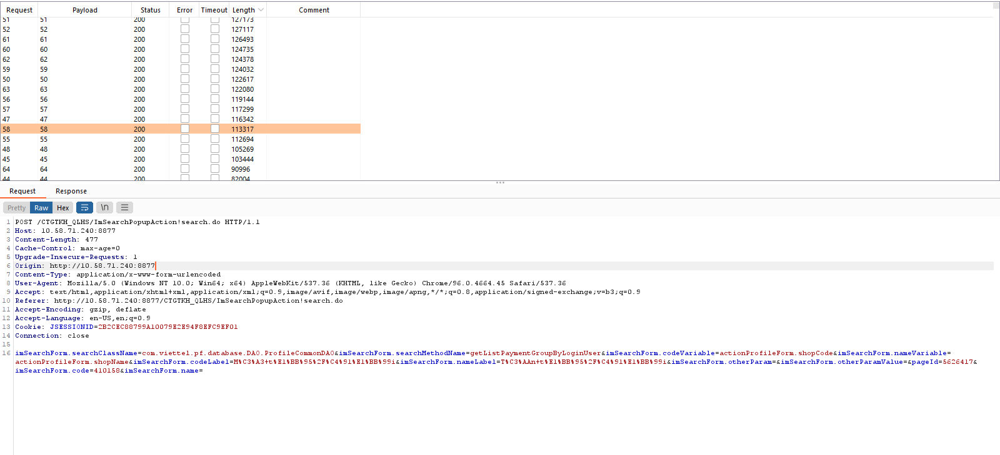 Request Payload Status Error Timeout Length Comment
51 51 200 127173
52 52 200 127117
61 61 200 126493
60 60 200 124735
62 62 200 124378
59 59 200 124032
50 50 200 122617
63 63 200 122080
56 56 200 119144
57 57 200 117299
47 47 200 116342
58 58 200 113317
55 55 200 112694
48 48 200 105269
45 45 200 103444
64 64 200 90996
44 44 200 82004
Request Response
Pretty Raw Hex \n
1 POST /CTGTKH_QLHS/ImSearchPopupAction!search.do HTTP/1.1
2 Host: 10.58.71.240:8877
3 Content-Length: 477
4 Cache-Control: max-age=0
5 Upgrade-Insecure-Requests: 1
6 Origin: http://10.58.71.240:8877
7 Content-Type: application/x-www-form-urlencoded
8 User-Agent: Mozilla/5.0 (Windows NT 10.0; Win64; x64) AppleWebKit/537.36 (KHTML, like Gecko) Chrome/96.0.4664.45 Safari/537.36
9 Accept: text/html,application/xhtml+xml,application/xml;q=0.9,image/avif,image/webp,image/apng,*/*;q=0.8,application/signed-exchange;v=b3;q=0.9
10 Referer: http://10.58.71.240:8877/CTGTKH_QLHS/ImSearchPopupAction!search.do
11 Accept-Encoding: gzip, deflate
12 Accept-Language: en-US,en;q=0.9
13 Cookie: JSESSIONID=2B2CEC88799A10079E2E94F8EFC9EF01
14 Connection: close
15
16 imSearchForm.searchClassName=com.viettel.pf.database.DAO.ProfileCommonDAO&imSearchForm.searchMethodName=getListPaymentGroupByLoginUser&imSearchForm.codeVariable=actionProfileForm.shopCode&imSearchForm.nameVariable=
actionProfileForm.shopName&imSearchForm.codeLabel=M%C3%A3+t%E1%BB%95%2F%C4%91%E1%BB%99i&imSearchForm.nameLabel=T%C3%AAn+t%E1%BB%95%2F%C4%91%E1%BB%99i&imSearchForm.otherParam=&imSearchForm.otherParamValue=&pageId=5626417&
imSearchForm.code=410158&imSearchForm.name=